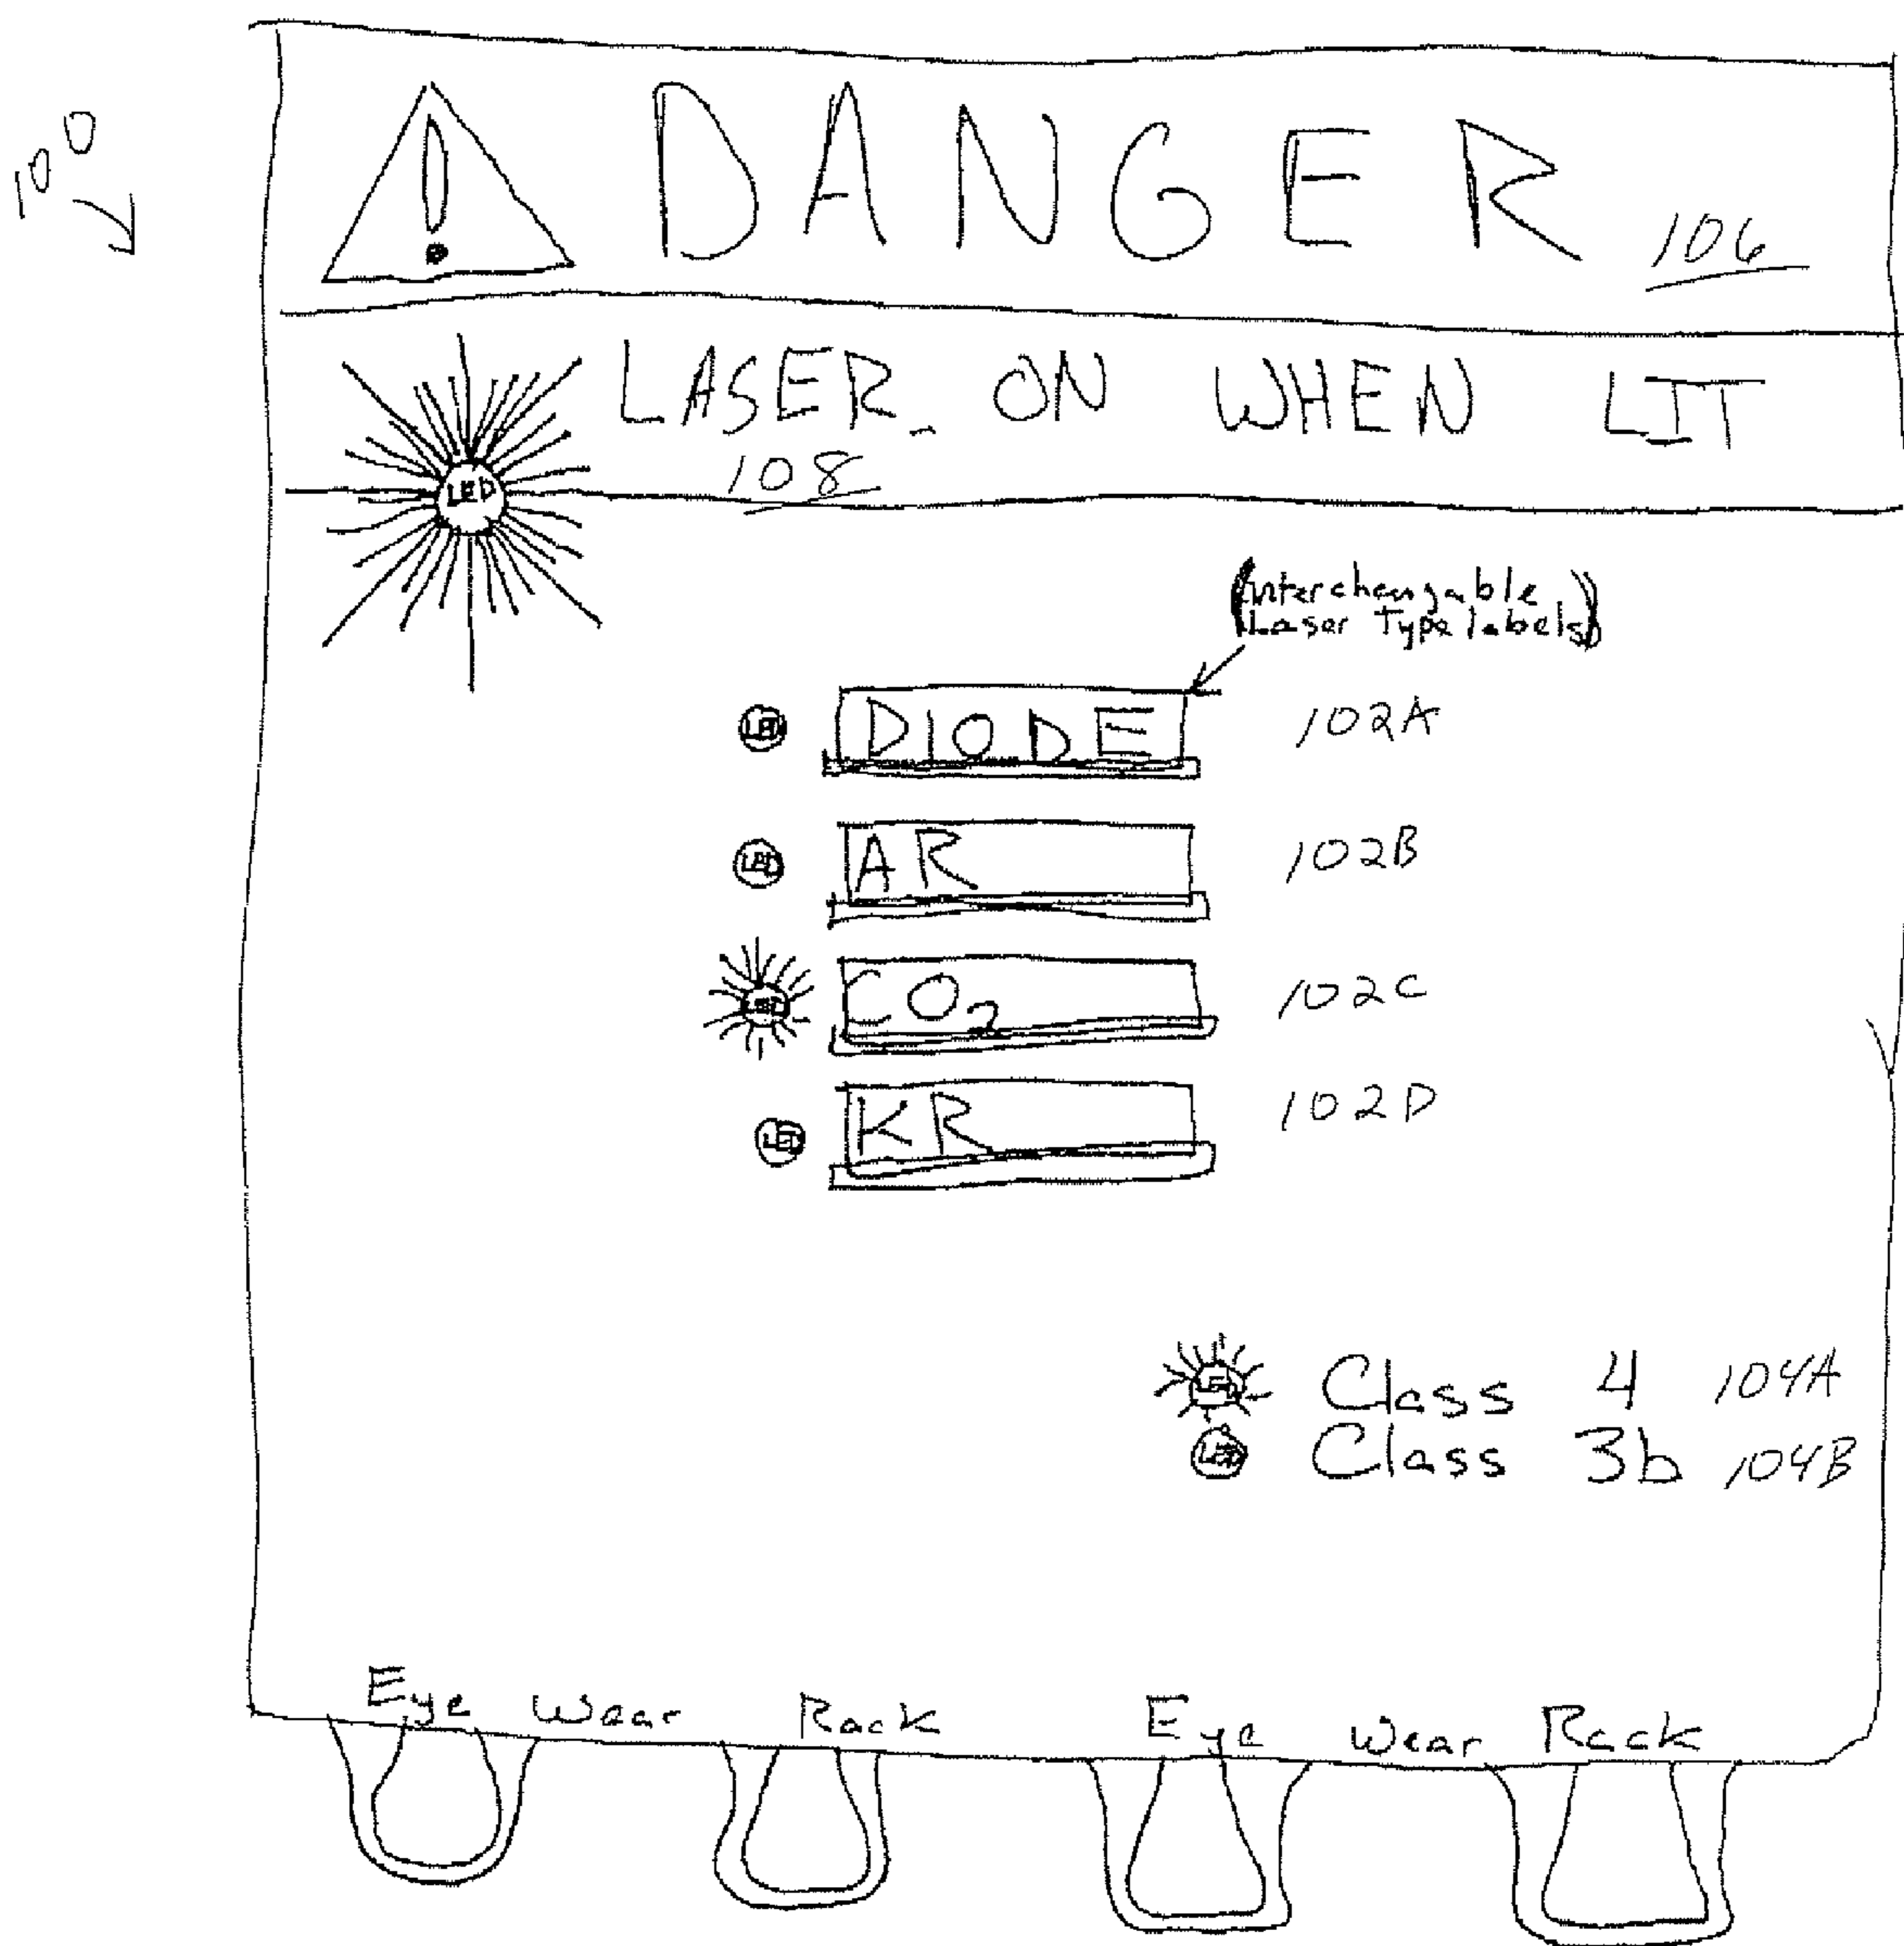 100
! DANGER 106
LASER ON WHEN LIT
LED 108
(Interchangable
Laser Type labels)
LED DIODE 102A
LED AR 102B
LED CO2 102C
LED KR 102D
LED Class 4 104A
LED Class 3b 104B
Eye Wear Rack Eye Wear Rack